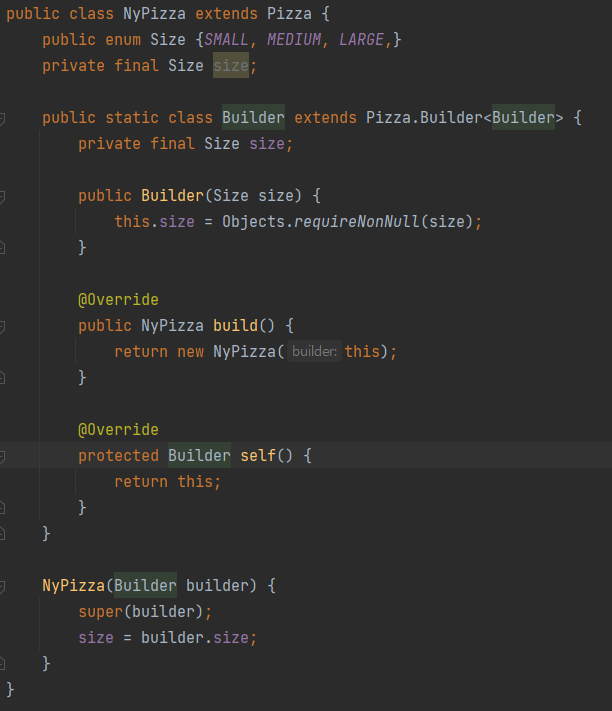 public class NyPizza extends Pizza {
    public enum Size {SMALL, MEDIUM, LARGE,}
    private final Size size;

    public static class Builder extends Pizza.Builder<Builder> {
        private final Size size;

        public Builder(Size size) {
            this.size = Objects.requireNonNull(size);
        }

        @Override
        public NyPizza build() {
            return new NyPizza( builder: this);
        }

        @Override
        protected Builder self() {
            return this;
        }
    }

    NyPizza(Builder builder) {
        super(builder);
        size = builder.size;
    }
}